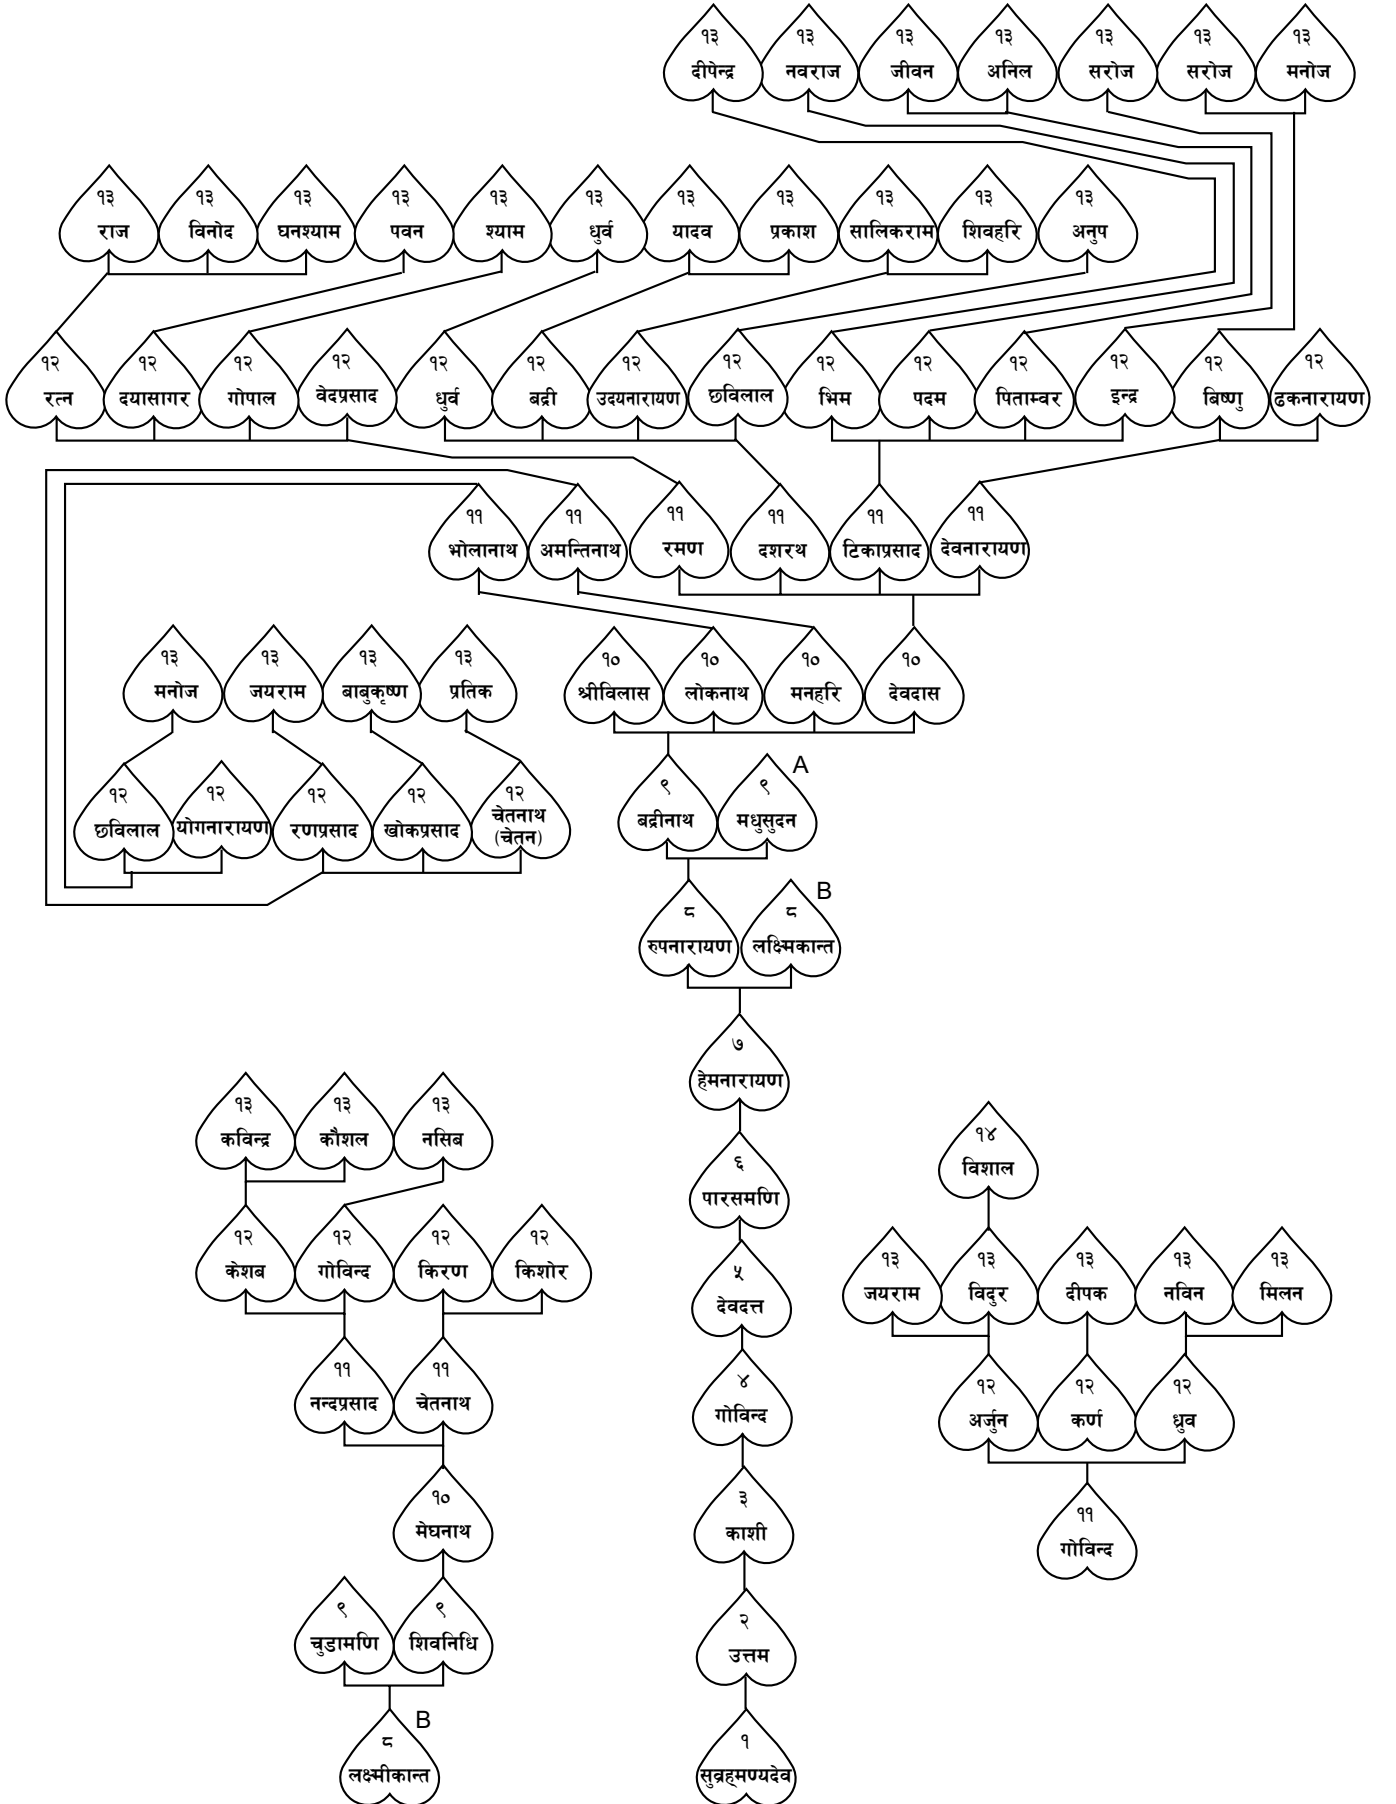 १३ १३ १३ १३ १३ १३ १३
दीपेन्द्र नवराज जीवन अनिल सरोज सरोज मनोज
१३ १३ १३ १३ १३ १३ १३ १३ १३ १३ १३
राज विनोद घनश्याम पवन श्याम धुर्व यादव प्रकाश सालिकराम शिवहरि अनुप
१२ १२ १२ १२ १२ १२ १२ १२ १२ १२ १२ १२ १२ १२
रत्न दयासागर गोपाल वेदप्रसाद धुर्व बद्री उदयनारायण छविलाल भिम पदम पिताम्वर इन्द्र बिष्णु ढकनारायण
११ ११ ११ ११ ११ ११
भोलानाथ अमन्तिनाथ रमण दशरथ टिकाप्रसाद देवनारायण
१३ १३ १३ १३ १० १० १० १०
मनोज जयराम बाबुकृष्ण प्रतिक श्रीविलास लोकनाथ मनहरि देवदास
A
१२ १२ १२ १२ १२ ९ ९
छविलाल योगनारायण रणप्रसाद खोकप्रसाद चेतनाथ बद्रीनाथ मधुसुदन
(चेतन)
B
८ ८
रुपनारायण लक्ष्मिकान्त
७
हेमनारायण
१३ १३ १३
कविन्द्र कौशल नसिब
६
पारसमणि
१४
विशाल
१२ १२ १२ १२
केशब गोविन्द किरण किशोर
५
देवदत्त
१३ १३ १३ १३ १३
जयराम विदुर दीपक नविन मिलन
११ ११
नन्दप्रसाद चेतनाथ
४
गोविन्द
१२ १२ १२
अर्जुन कर्ण ध्रुव
१०
मेघनाथ
३
काशी
११
गोविन्द
९ ९
चुडामणि शिवनिधि
२
उत्तम
B
८
लक्ष्मीकान्त
१
सुब्रह्मण्यदेव